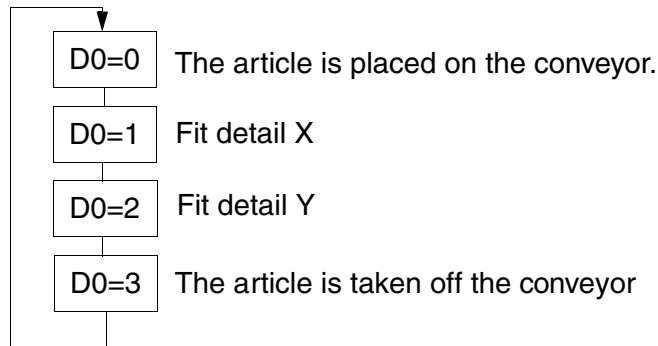 D0=0 The article is placed on the conveyor.
D0=1 Fit detail X
D0=2 Fit detail Y
D0=3 The article is taken off the conveyor